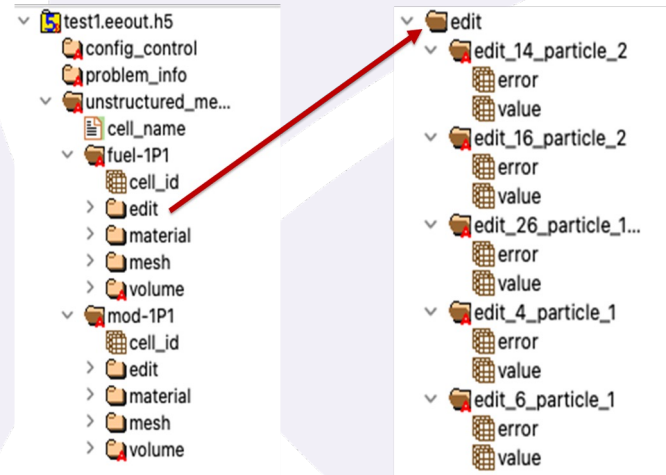 test1.eeout.h5
config_control
problem_info
unstructured_me...
cell_name
fuel-1P1
cell_id
edit
material
mesh
volume
mod-1P1
cell_id
edit
material
mesh
volume
edit
edit_14_particle_2
error
value
edit_16_particle_2
error
value
edit_26_particle_1...
error
value
edit_4_particle_1
error
value
edit_6_particle_1
error
value